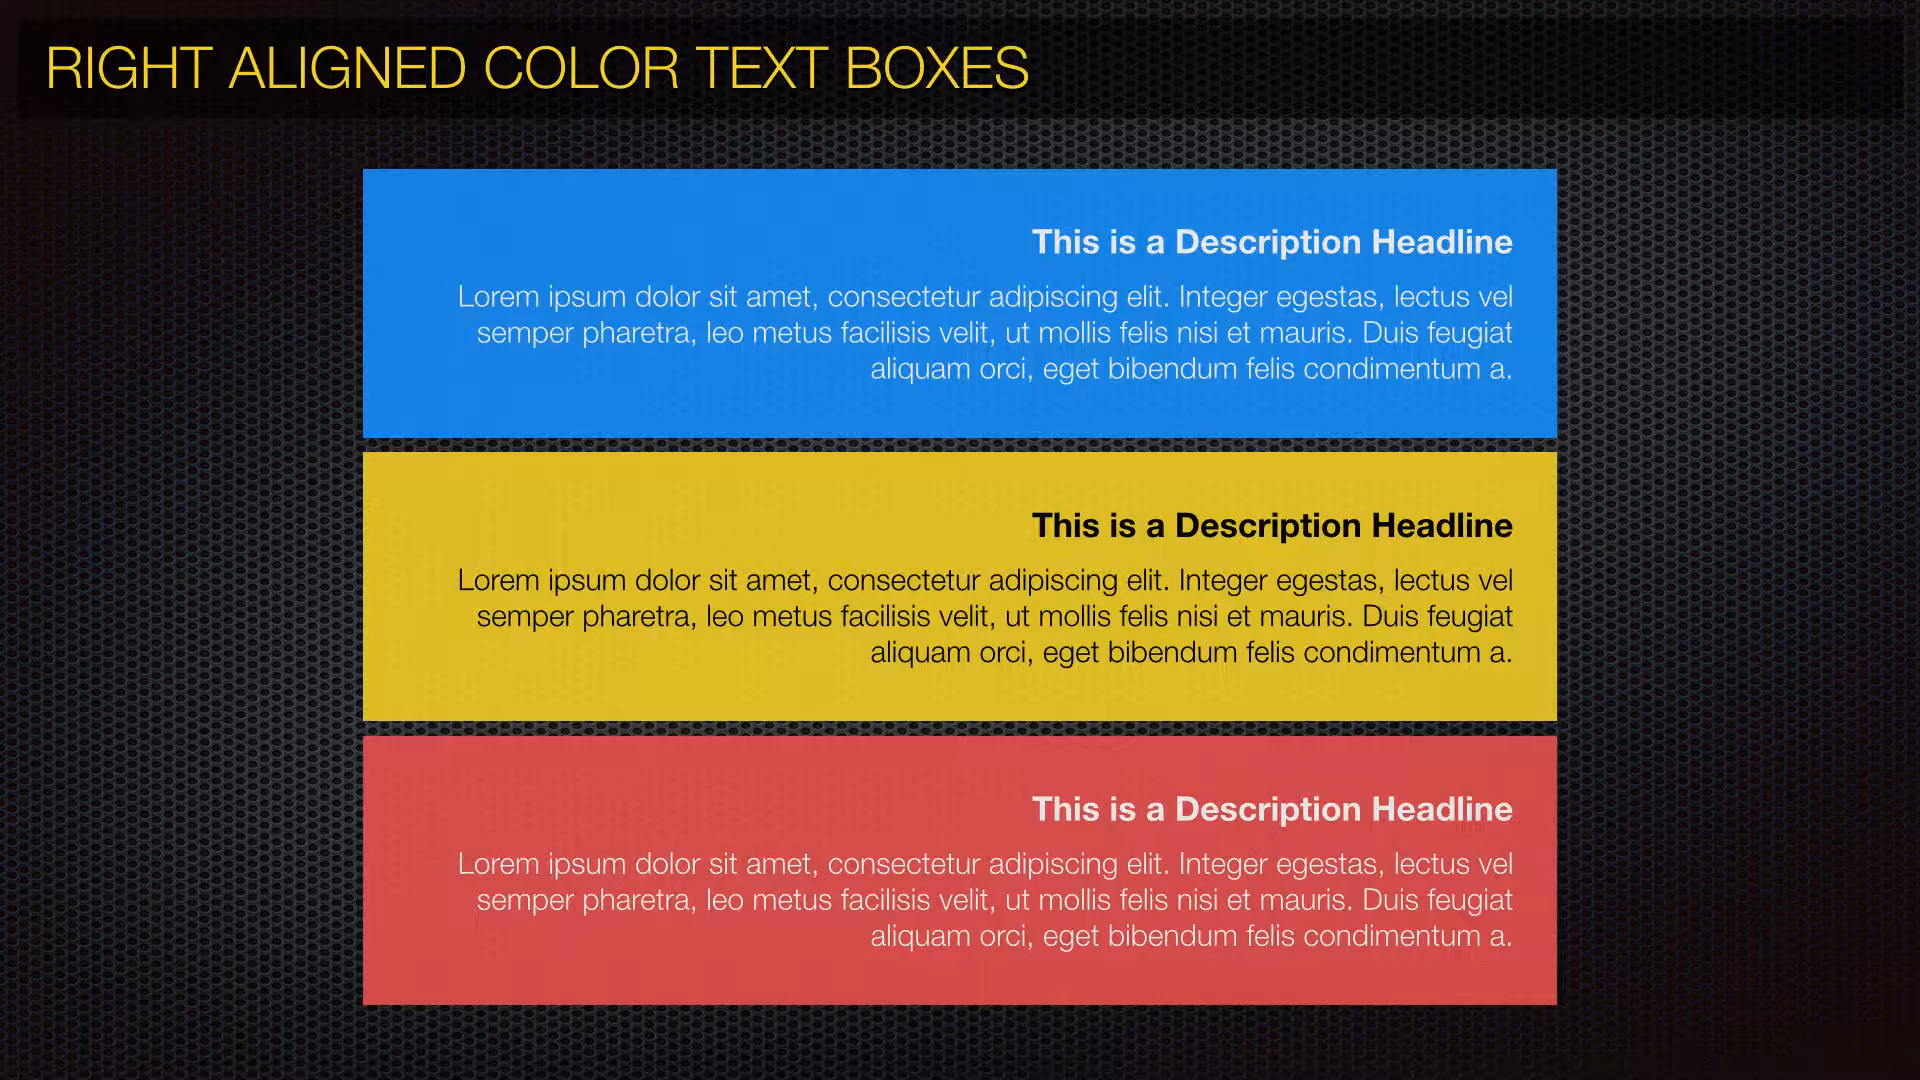 RIGHT ALIGNED COLOR TEXT BOXES
This is a Description Headline
Lorem ipsum dolor sit amet, consectetur adipiscing elit. Integer egestas, lectus vel
semper pharetra, leo metus facilisis velit, ut mollis felis nisi et mauris. Duis feugiat
aliquam orci, eget bibendum felis condimentum a.
This is a Description Headline
Lorem ipsum dolor sit amet, consectetur adipiscing elit. Integer egestas, lectus vel
semper pharetra, leo metus facilisis velit, ut mollis felis nisi et mauris. Duis feugiat
aliquam orci, eget bibendum felis condimentum a.
This is a Description Headline
Lorem ipsum dolor sit amet, consectetur adipiscing elit. Integer egestas, lectus vel
semper pharetra, leo metus facilisis velit, ut mollis felis nisi et mauris. Duis feugiat
aliquam orci, eget bibendum felis condimentum a.